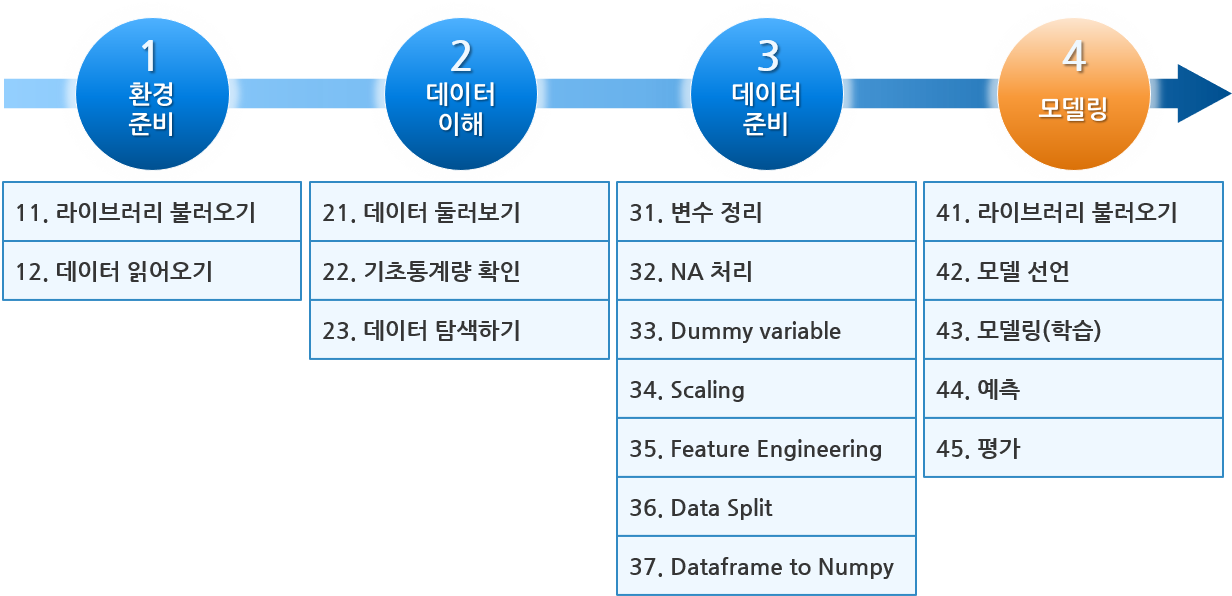 1
환경
준비
2
데이터
이해
3
데이터
준비
4
모델링
11. 라이브러리 불러오기
12. 데이터 읽어오기
21. 데이터 둘러보기
22. 기초통계량 확인
23. 데이터 탐색하기
31. 변수 정리
32. NA 처리
33. Dummy variable
34. Scaling
35. Feature Engineering
36. Data Split
37. Dataframe to Numpy
41. 라이브러리 불러오기
42. 모델 선언
43. 모델링(학습)
44. 예측
45. 평가